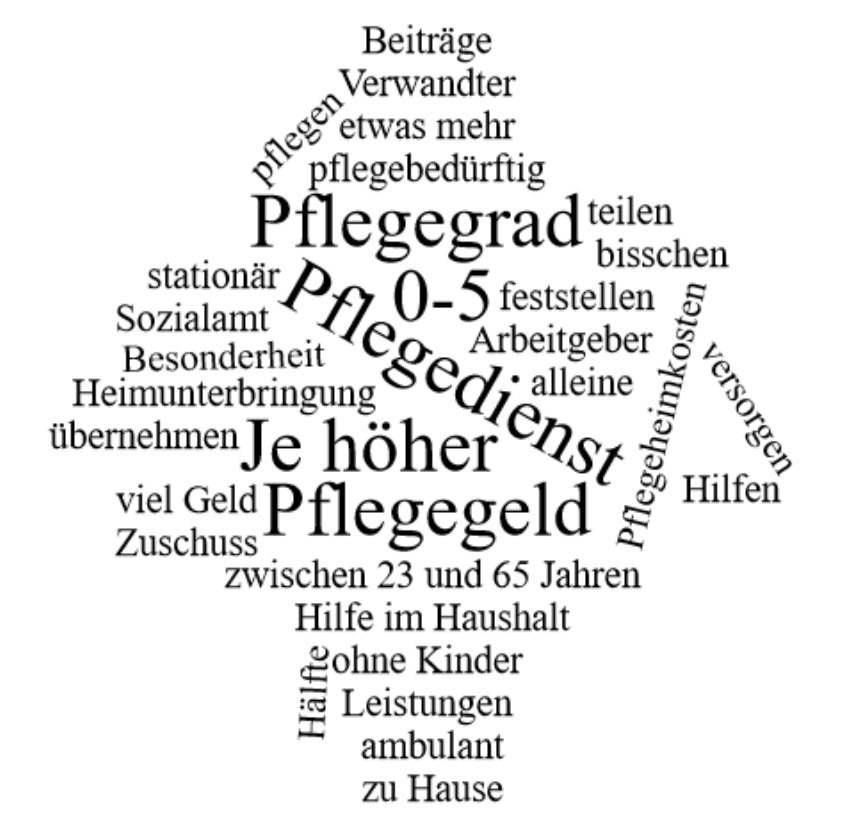 Beiträge
Verwandter
pflegen
etwas mehr
pflegebedürftig
Pflegegrad
teilen
bisschen
stationär
0-5
feststellen
Pflegedienst
Sozialamt
Arbeitgeber
Besonderheit
alleine
Heimunterbringung
Pflegeheimkosten
versorgen
übernehmen
Je höher
Hilfen
viel Geld
Pflegegeld
Zuschuss
zwischen 23 und 65 Jahren
Hilfe im Haushalt
ohne Kinder
Hälfte
Leistungen
ambulant
zu Hause